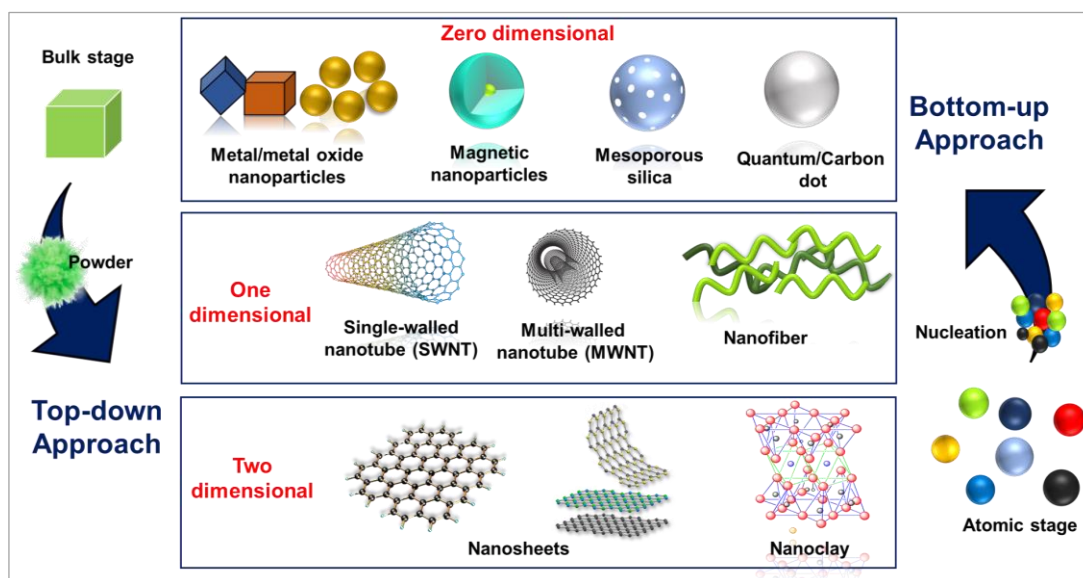 Bulk stage
Powder
Top-down
Approach
Zero dimensional
Metal/metal oxide
nanoparticles
Magnetic
nanoparticles
Mesoporous
silica
Quantum/Carbon
dot
One
dimensional
Single-walled
nanotube (SWNT)
Multi-walled
nanotube (MWNT)
Nanofiber
Two
dimensional
Nanosheets
Nanoclay
Bottom-up
Approach
Nucleation
Atomic stage